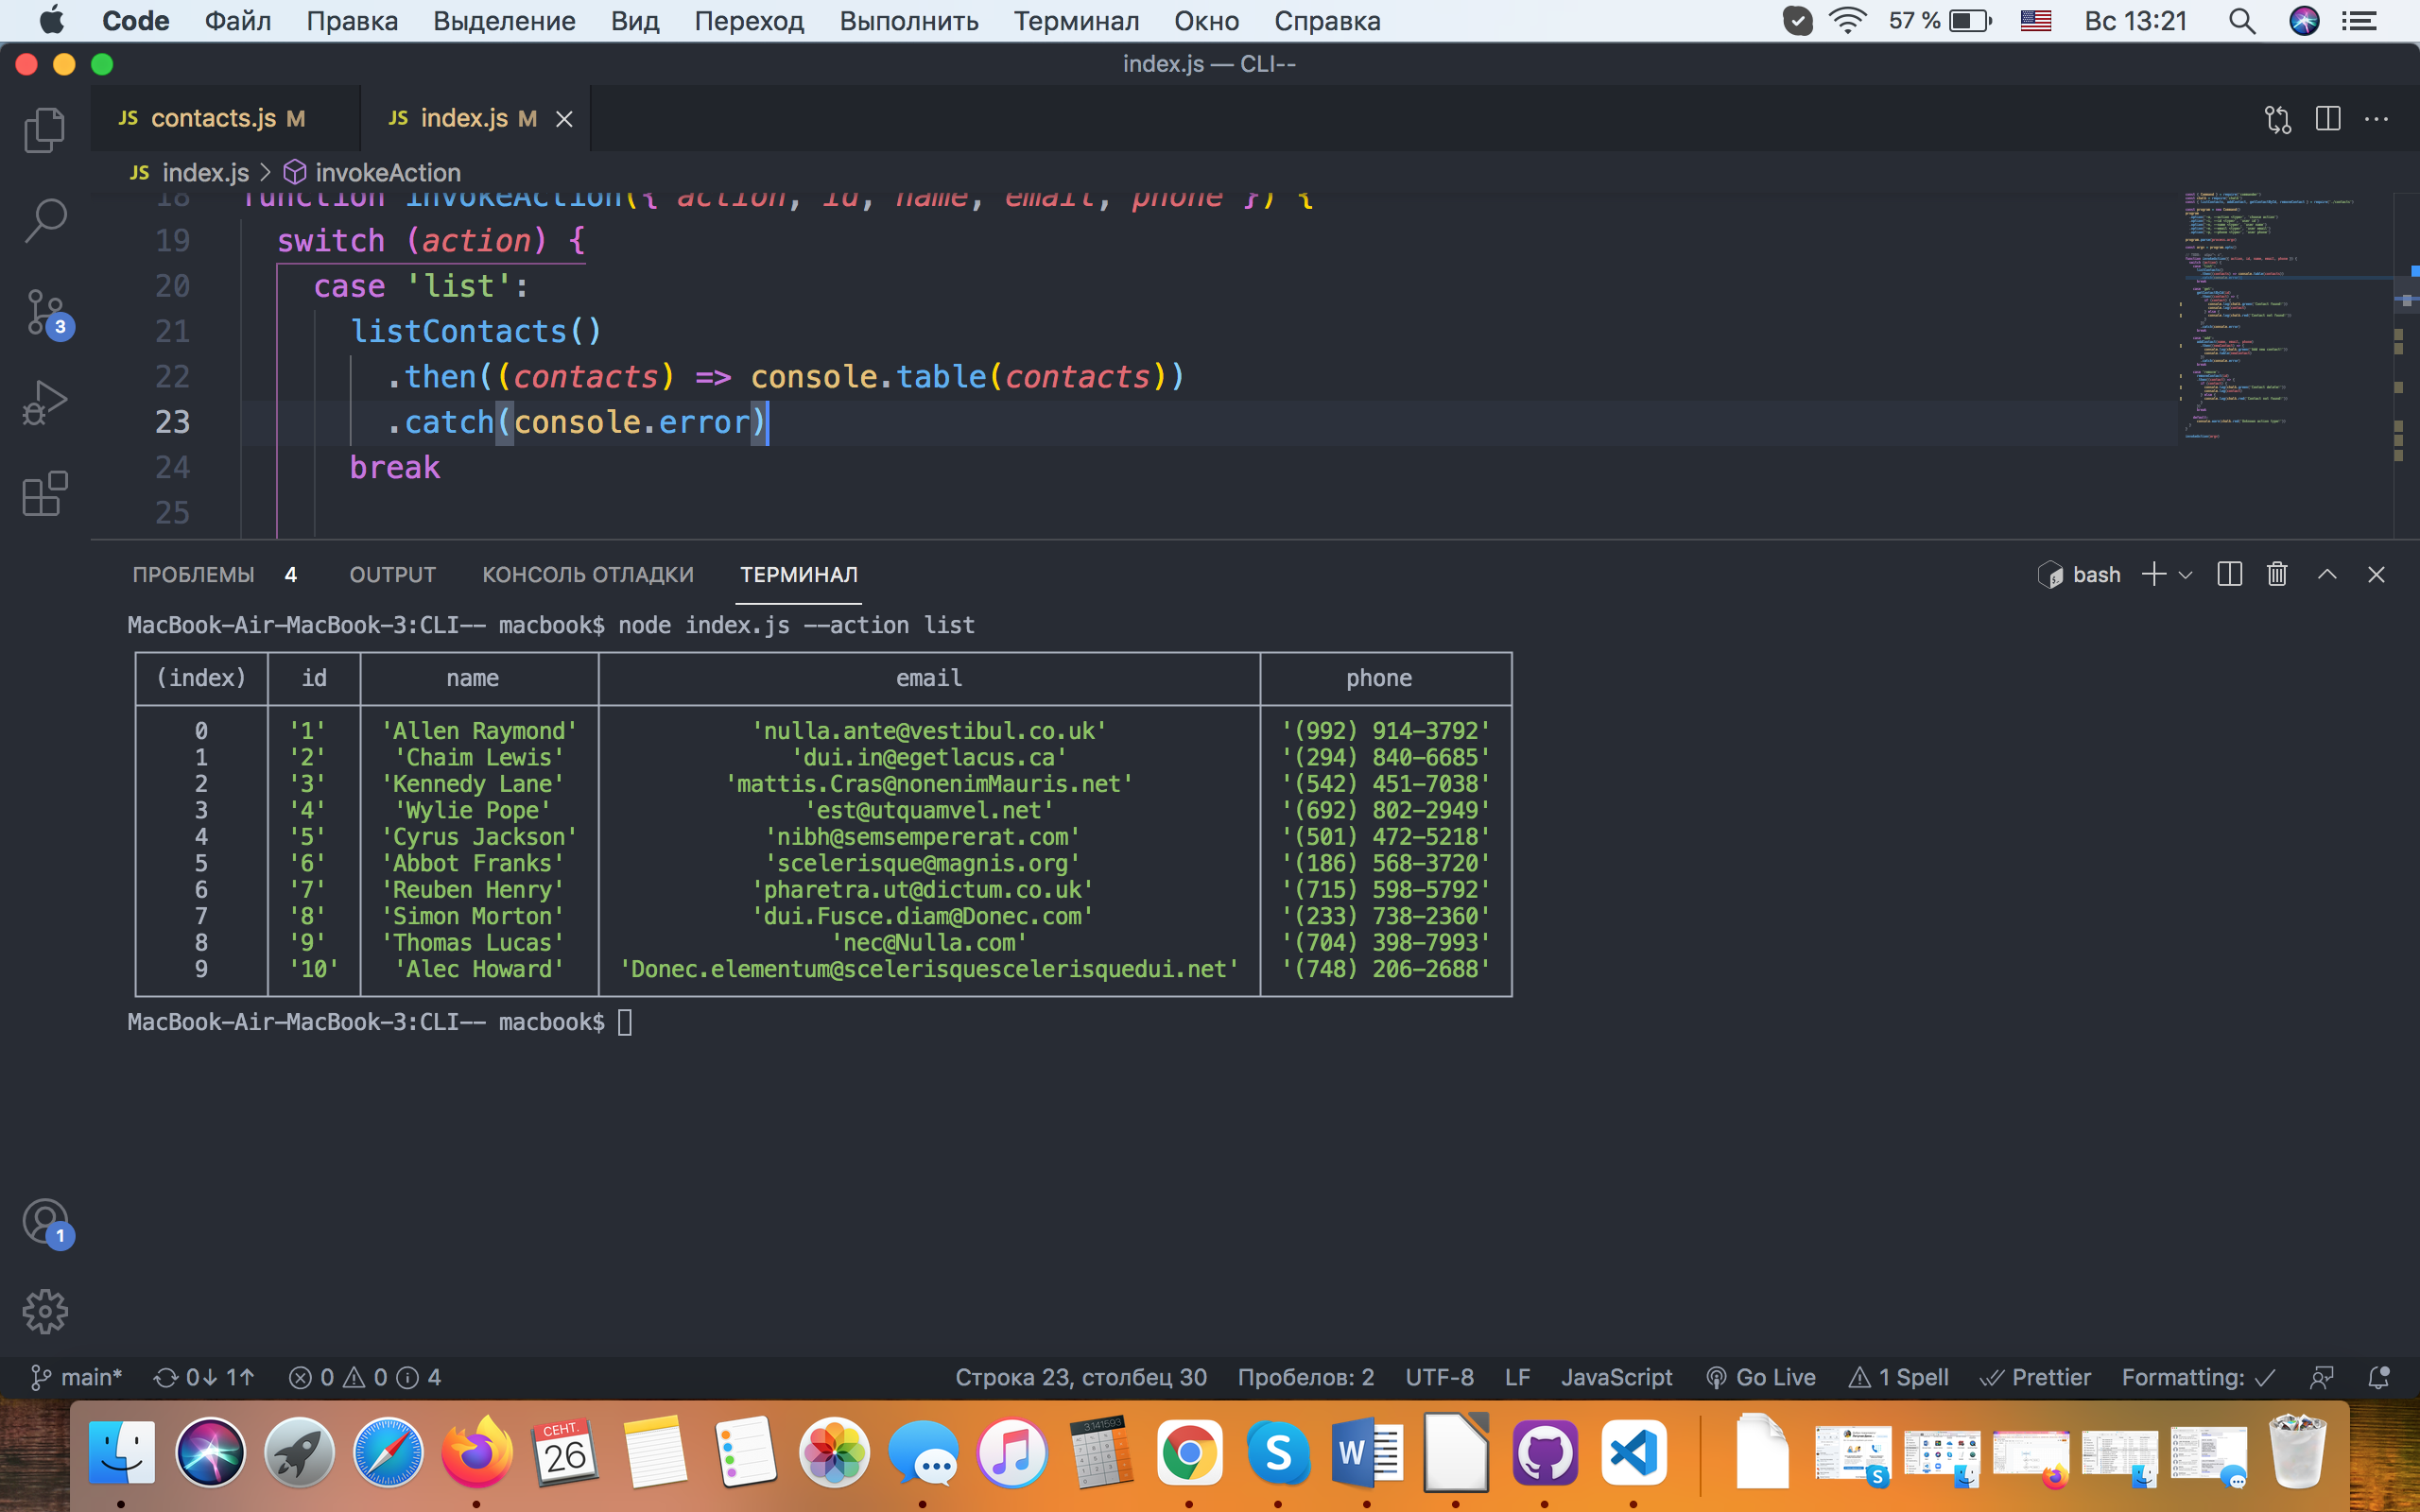 Code Файл Правка Выделение Вид Переход Выполнить Терминал Окно Справка 57 % Вс 13:21
index.js — CLI--
JS contacts.js M JS index.js M
JS index.js > invokeAction
18 function invokeAction({ action, id, name, email, phone }) {
19 switch (action) {
20 case 'list':
21 listContacts()
22 .then((contacts) => console.table(contacts))
23 .catch(console.error)
24 break
25
ПРОБЛЕМЫ 4 OUTPUT КОНСОЛЬ ОТЛАДКИ ТЕРМИНАЛ bash
MacBook-Air-MacBook-3:CLI-- macbook$ node index.js --action list
(index) id name email phone
0 '1' 'Allen Raymond' 'nulla.ante@vestibul.co.uk' '(992) 914-3792'
1 '2' 'Chaim Lewis' 'dui.in@egetlacus.ca' '(294) 840-6685'
2 '3' 'Kennedy Lane' 'mattis.Cras@nonenimMauris.net' '(542) 451-7038'
3 '4' 'Wylie Pope' 'est@utquamvel.net' '(692) 802-2949'
4 '5' 'Cyrus Jackson' 'nibh@semsempererat.com' '(501) 472-5218'
5 '6' 'Abbot Franks' 'scelerisque@magnis.org' '(186) 568-3720'
6 '7' 'Reuben Henry' 'pharetra.ut@dictum.co.uk' '(715) 598-5792'
7 '8' 'Simon Morton' 'dui.Fusce.diam@Donec.com' '(233) 738-2360'
8 '9' 'Thomas Lucas' 'nec@Nulla.com' '(704) 398-7993'
9 '10' 'Alec Howard' 'Donec.elementum@scelerisquescelerisquedui.net' '(748) 206-2688'
MacBook-Air-MacBook-3:CLI-- macbook$
3
1
main* 0↓ 1↑ 0 0 4 Строка 23, столбец 30 Пробелов: 2 UTF-8 LF JavaScript Go Live 1 Spell Prettier Formatting: ✓
СЕНТ.
26
3.141593
S
W